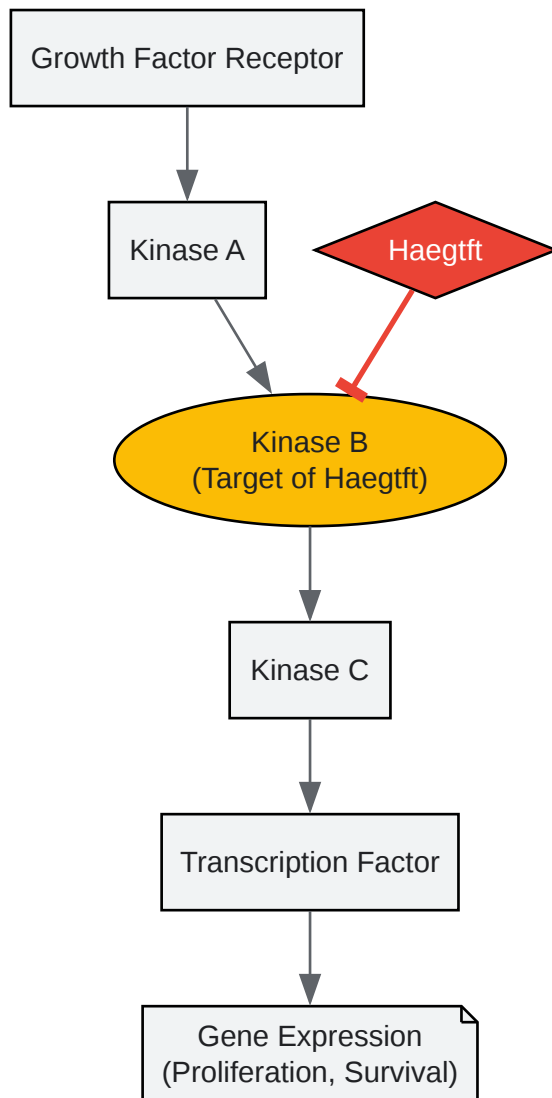 Growth Factor Receptor
Kinase A
Haegtft
Kinase B
(Target of Haegtft)
Kinase C
Transcription Factor
Gene Expression
(Proliferation, Survival)